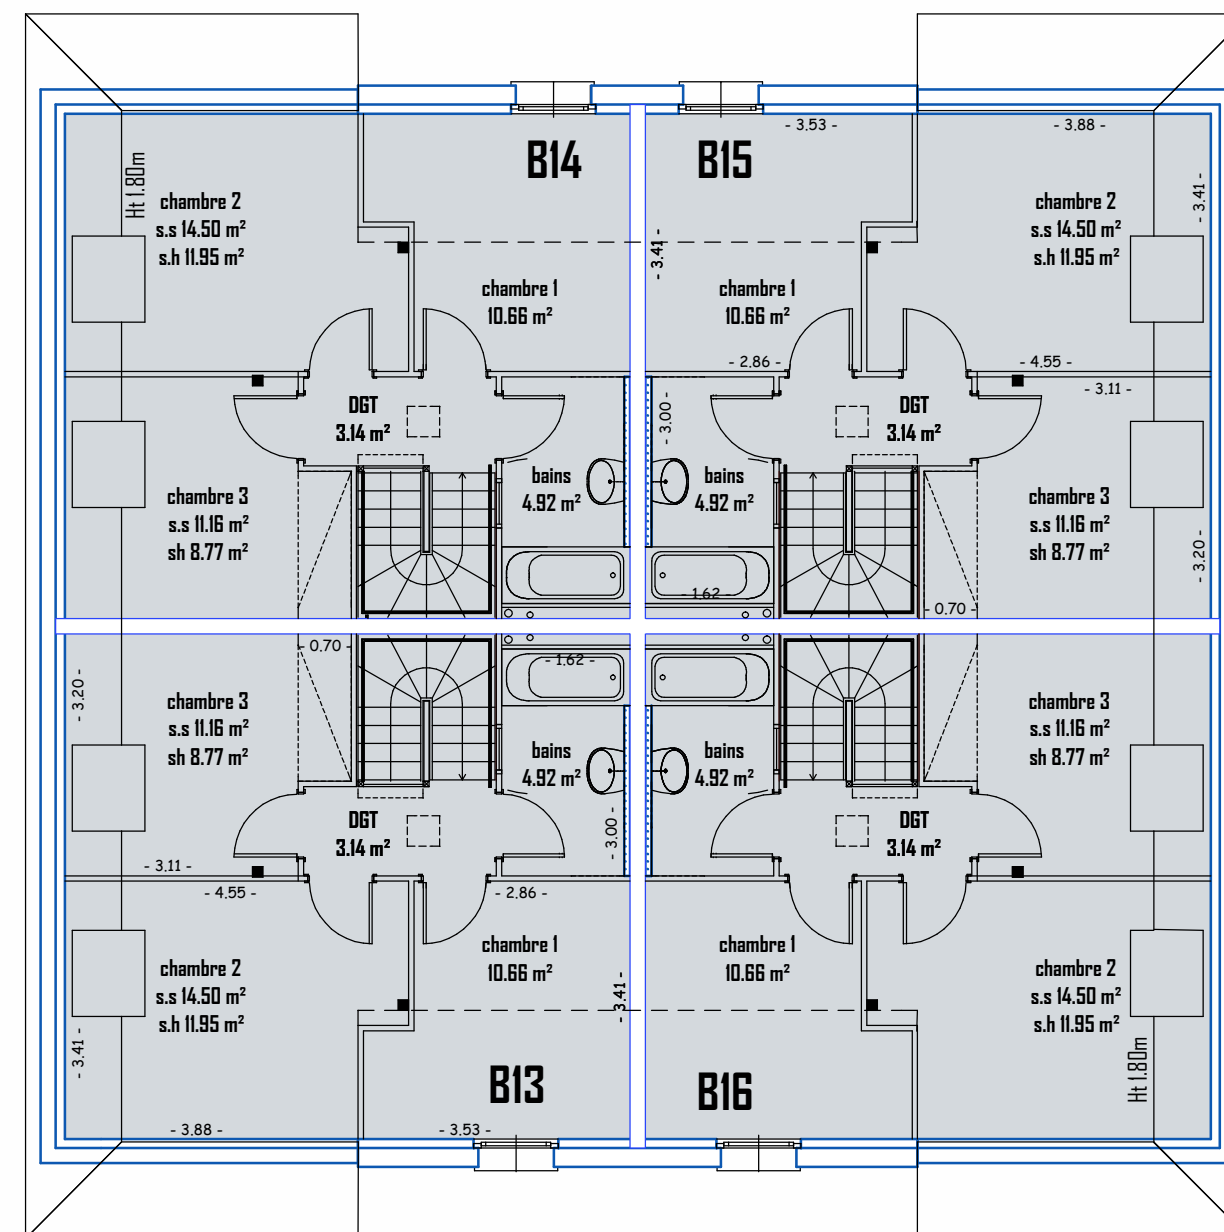 - 3.53 -
- 3.88 -
B14
B15
Ht 1.80m
chambre 2
s.s 14.50 m²
s.h 11.95 m²
chambre 2
s.s 14.50 m²
s.h 11.95 m²
- 3.41 -
- 3.41 -
chambre 1
10.66 m²
chambre 1
10.66 m²
- 2.86 -
- 4.55 -
- 3.11 -
DGT
3.14 m²
- 3.00 -
DGT
3.14 m²
bains
4.92 m²
bains
4.92 m²
chambre 3
s.s 11.16 m²
sh 8.77 m²
chambre 3
s.s 11.16 m²
sh 8.77 m²
- 3.20 -
- 1.62 -
- 0.70 -
- 0.70 -
- 1.62 -
- 3.20 -
chambre 3
s.s 11.16 m²
sh 8.77 m²
chambre 3
s.s 11.16 m²
sh 8.77 m²
bains
4.92 m²
bains
4.92 m²
DGT
3.14 m²
- 3.00 -
DGT
3.14 m²
- 3.11 -
- 4.55 -
- 2.86 -
chambre 1
10.66 m²
chambre 1
10.66 m²
chambre 2
s.s 14.50 m²
s.h 11.95 m²
chambre 2
s.s 14.50 m²
s.h 11.95 m²
- 3.41 -
- 3.41 -
Ht 1.80m
B13
B16
- 3.88 -
- 3.53 -